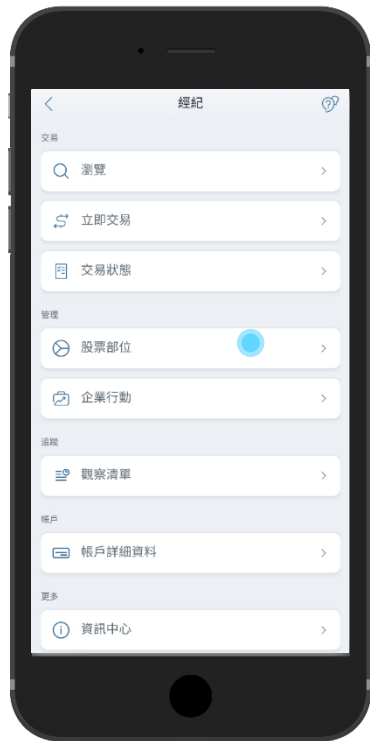 經紀
交易
瀏覽
立即交易
交易狀態
管理
股票部位
企業行動
追蹤
觀察清單
帳戶
帳戶詳細資料
更多
資訊中心